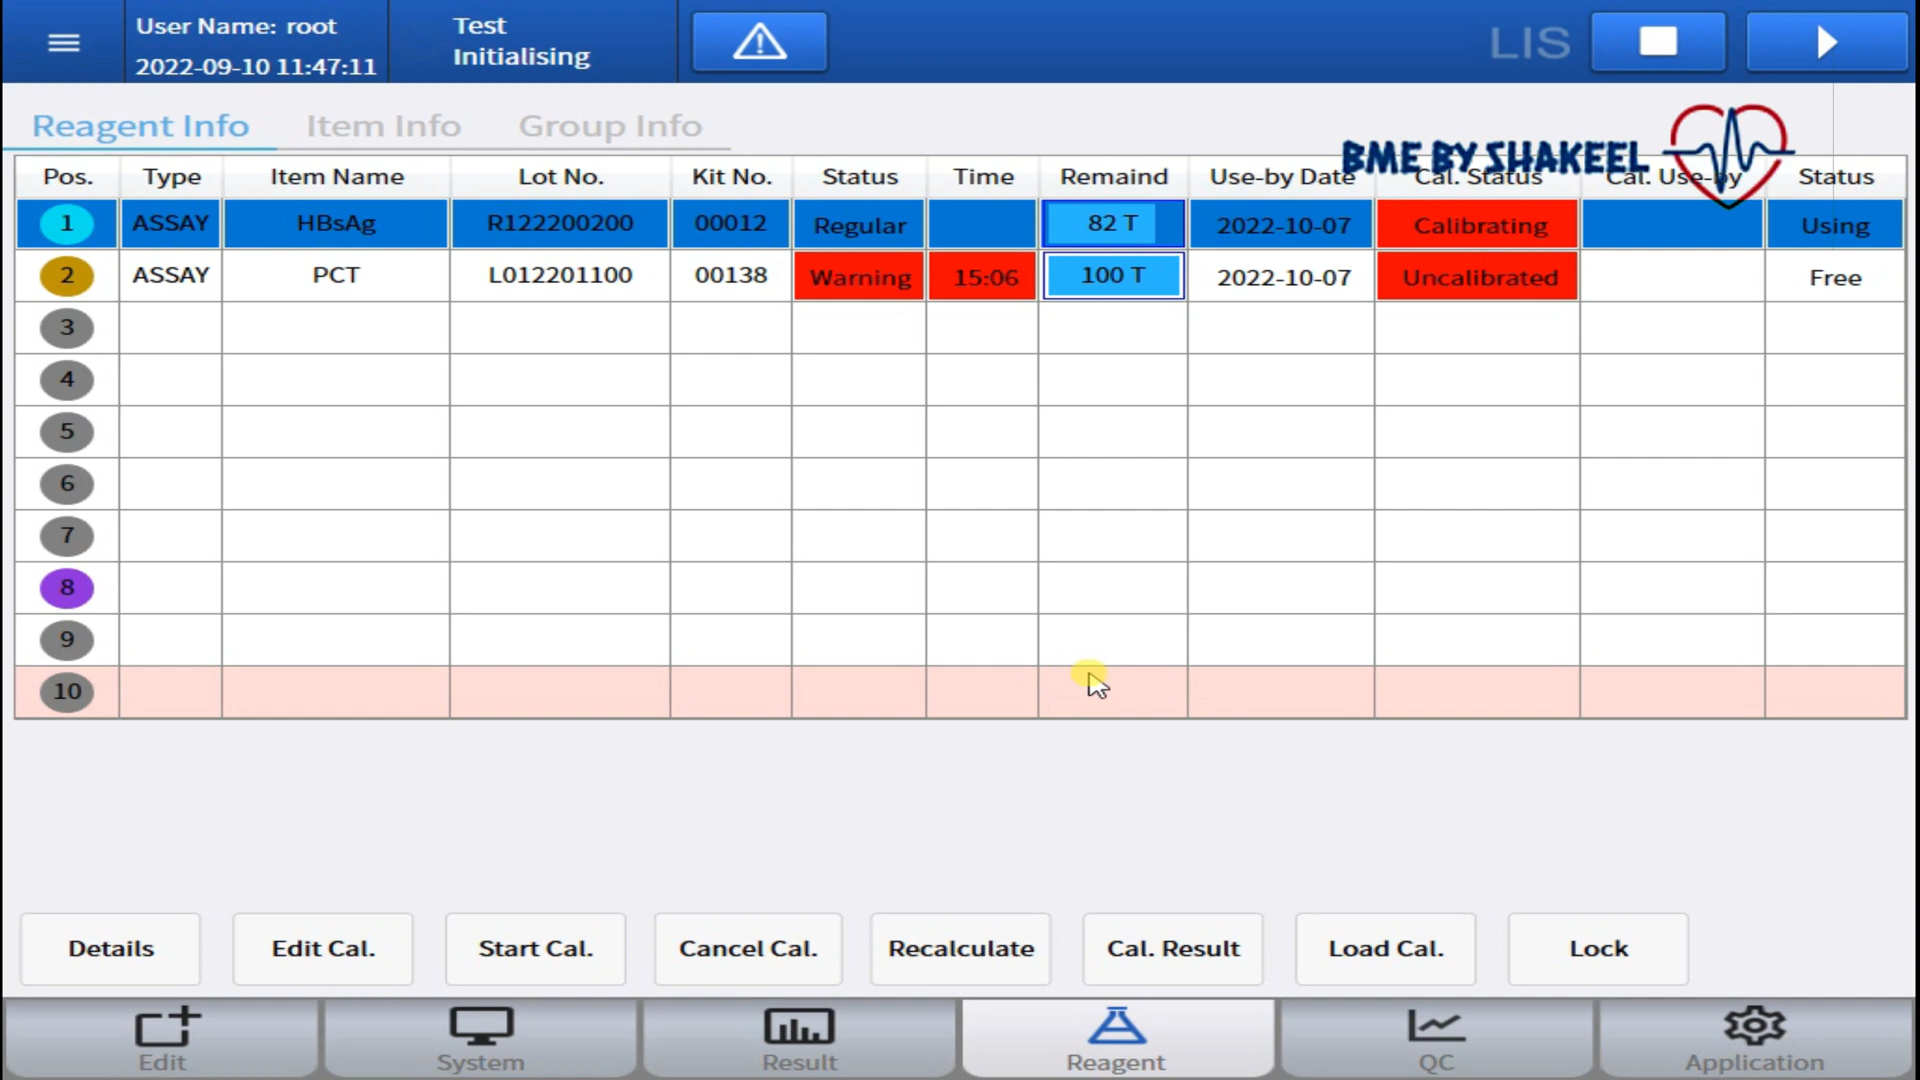 User Name: root
2022-09-10 11:47:11
Test
Initialising
LIS
Reagent Info Item Info Group Info
BME BY SHAKEEL
Pos. Type Item Name Lot No. Kit No. Status Time Remaind Use-by Date Cal. Status Cal. Use-by Status
1 ASSAY HBsAg R122200200 00012 Regular 82 T 2022-10-07 Calibrating Using
2 ASSAY PCT L012201100 00138 Warning 15:06 100 T 2022-10-07 Uncalibrated Free
3
4
5
6
7
8
9
10
Details Edit Cal. Start Cal. Cancel Cal. Recalculate Cal. Result Load Cal. Lock
Edit System Result Reagent QC Application